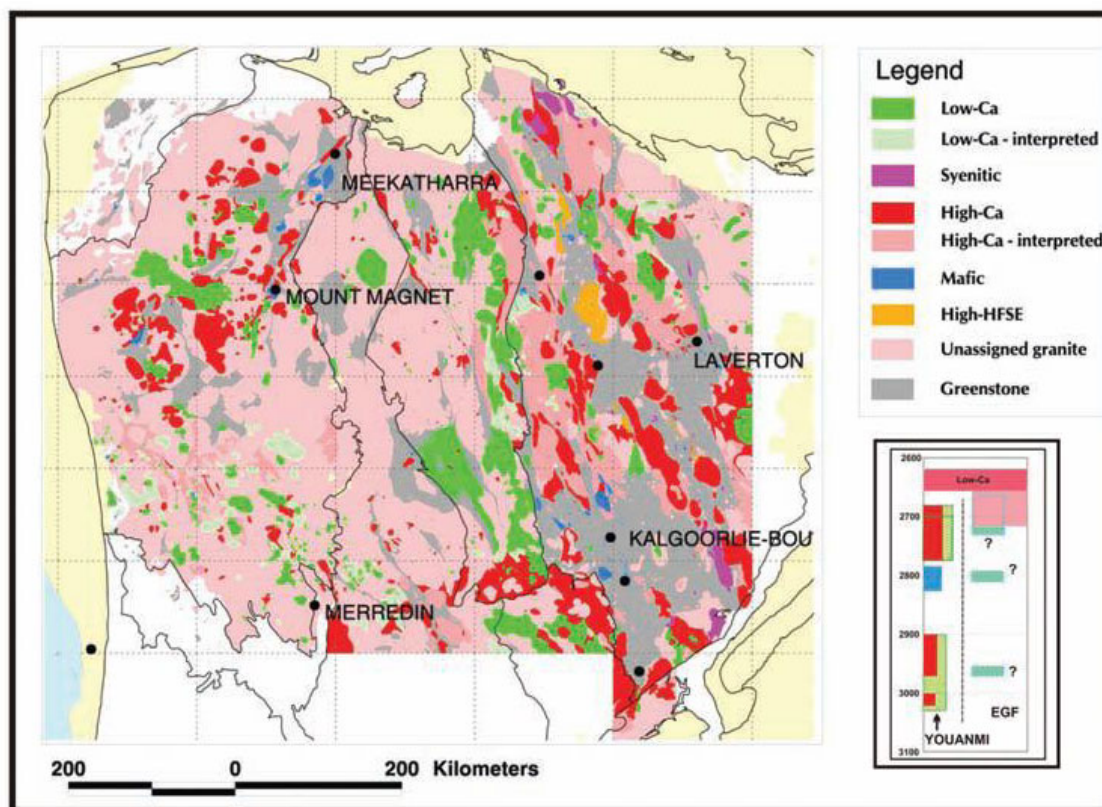 MEEKATHARRA
MOUNT MAGNET
LAVERTON
KALGOORLIE-BOU
MERREDIN
200 0 200 Kilometers
Legend
Low-Ca
Low-Ca - interpreted
Syenitic
High-Ca
High-Ca - interpreted
Mafic
High-HFSE
Unassigned granite
Greenstone
2600
Low-Ca
2700
?
?
2800
2900
?
3000
EGF
YOUANMI
3100